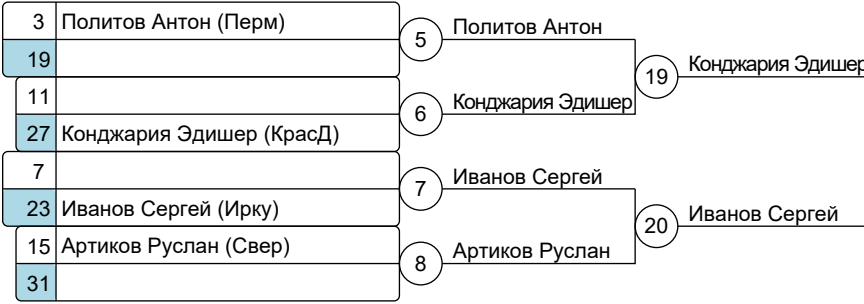 3 Политов Антон (Перм)
5 Политов Антон
19
19 Конджария Эдишер
11
6 Конджария Эдишер
27 Конджария Эдишер (КрасД)
7
7 Иванов Сергей
23 Иванов Сергей (Ирку)
20 Иванов Сергей
15 Артиков Руслан (Свер)
8 Артиков Руслан
31